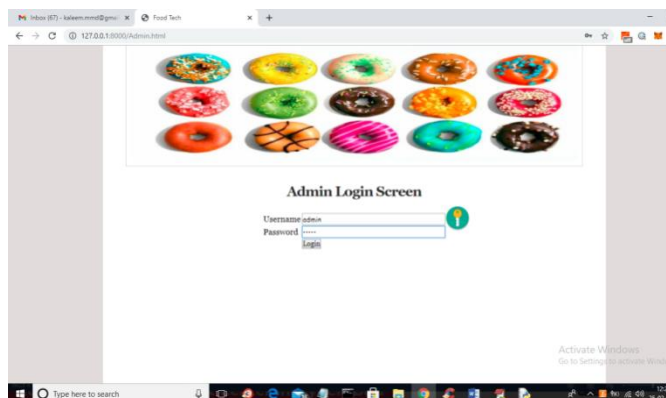 Inbox (67) - kaleem.mmd@gmai
Food Tech
127.0.0.1:8000/Admin.html
Admin Login Screen
Username admin
Password .....
Login
Activate Windows
Go to Settings to activate Wind
Type here to search